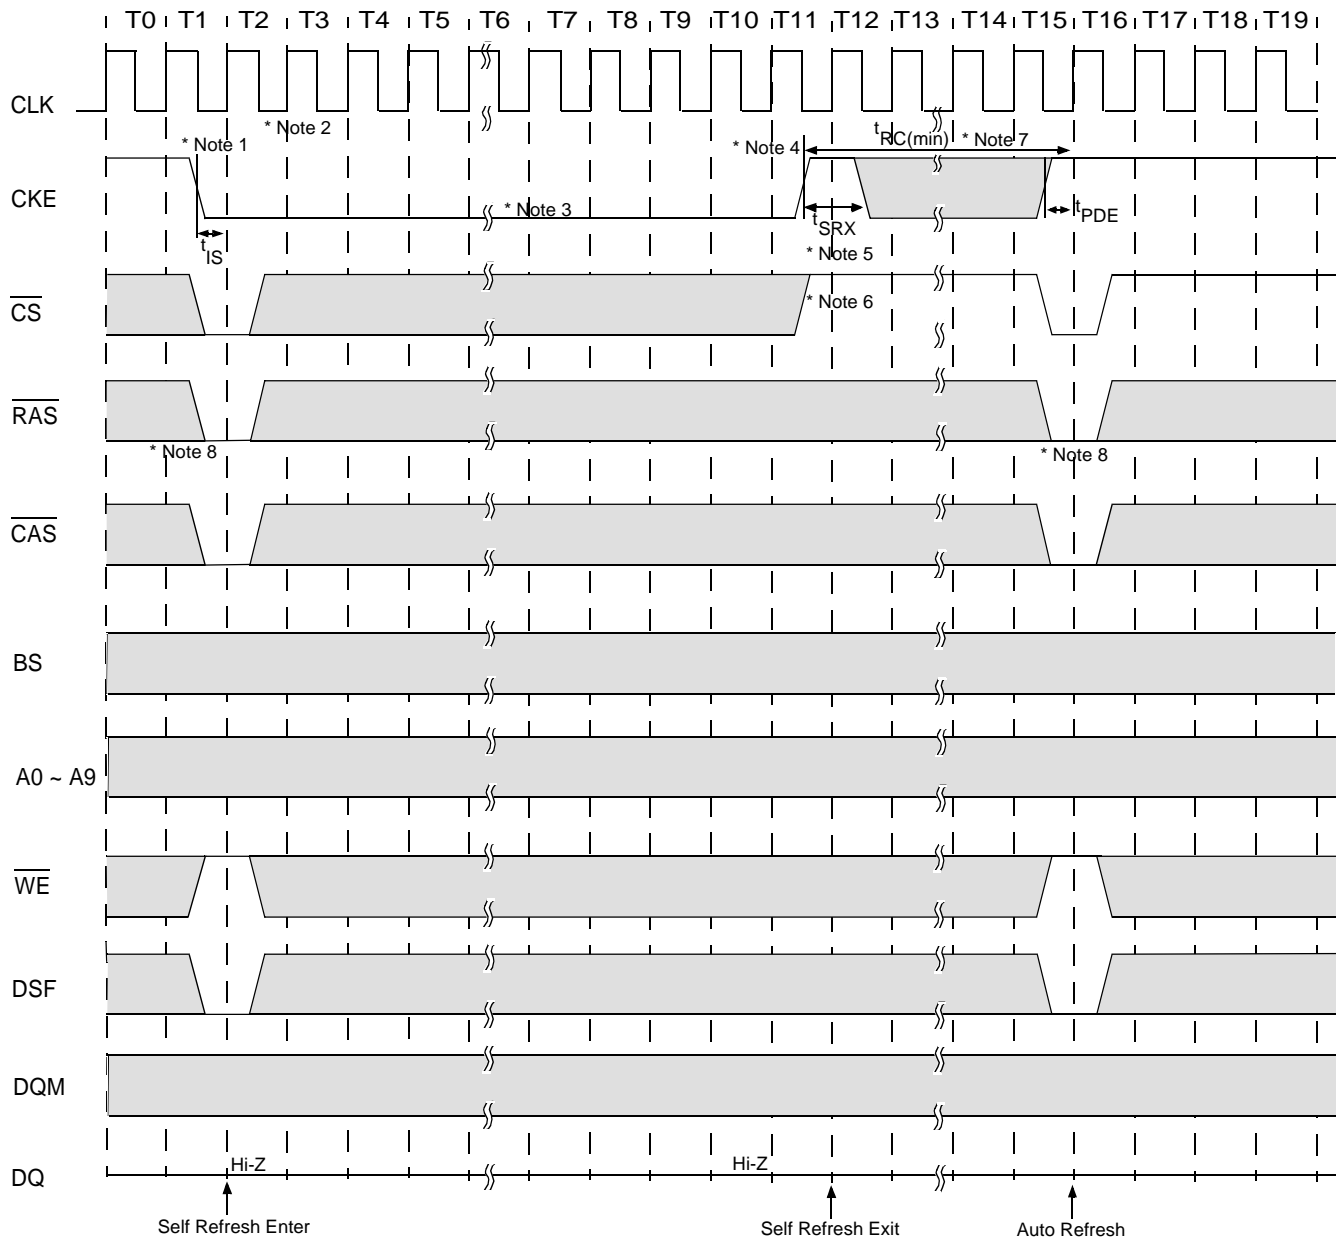 T0 T1 T2 T3 T4 T5 T6 T7 T8 T9 T10 T11 T12 T13 T14 T15 T16 T17 T18 T19
CLK
* Note 2
* Note 1
* Note 4
tRC(min)
* Note 7
CKE
* Note 3
tIS
tSRX
tPDE
* Note 5
CS
* Note 6
RAS
* Note 8
* Note 8
CAS
BS
A0 ~ A9
WE
DSF
DQM
Hi-Z
Hi-Z
DQ
Self Refresh Enter
Self Refresh Exit
Auto Refresh